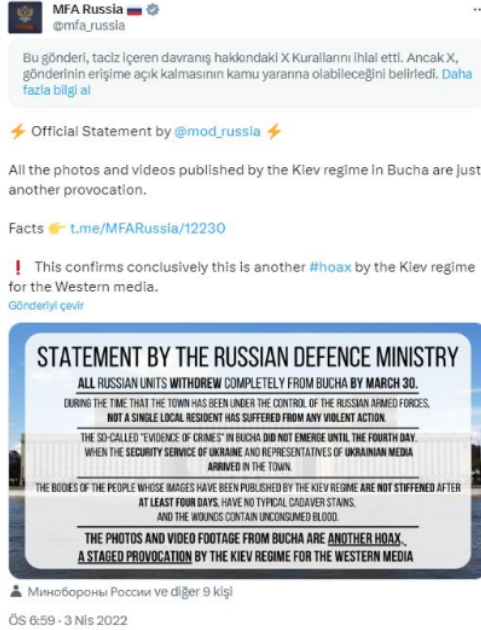 MFA Russia
@mfa_russia
Bu gönderi, taciz içeren davranış hakkındaki X Kurallarını ihlal etti. Ancak X,
gönderinin erişime açık kalmasının kamu yararına olabileceğini belirledi. Daha
fazla bilgi al
Official Statement by @mod_russia
All the photos and videos published by the Kiev regime in Bucha are just
another provocation.
Facts t.me/MFARussia/12230
This confirms conclusively this is another #hoax by the Kiev regime
for the Western media.
Gönderiyi çevir
STATEMENT BY THE RUSSIAN DEFENCE MINISTRY
ALL RUSSIAN UNITS WITHDREW COMPLETELY FROM BUCHA BY MARCH 30.
DURING THE TIME THAT THE TOWN HAS BEEN UNDER THE CONTROL OF THE RUSSIAN ARMED FORCES,
NOT A SINGLE LOCAL RESIDENT HAS SUFFERED FROM ANY VIOLENT ACTION.
THE SO-CALLED "EVIDENCE OF CRIMES" IN BUCHA DID NOT EMERGE UNTIL THE FOURTH DAY,
WHEN THE SECURITY SERVICE OF UKRAINE AND REPRESENTATIVES OF UKRAINIAN MEDIA
ARRIVED IN THE TOWN.
THE BODIES OF THE PEOPLE WHOSE IMAGES HAVE BEEN PUBLISHED BY THE KIEV REGIME ARE NOT STIFFENED AFTER
AT LEAST FOUR DAYS, HAVE NO TYPICAL CADAVER STAINS,
AND THE WOUNDS CONTAIN UNCONSUMED BLOOD.
THE PHOTOS AND VIDEO FOOTAGE FROM BUCHA ARE ANOTHER HOAX,
A STAGED PROVOCATION BY THE KIEV REGIME FOR THE WESTERN MEDIA
Минобороны России ve diğer 9 kişi
ÖS 6:59 · 3 Nis 2022